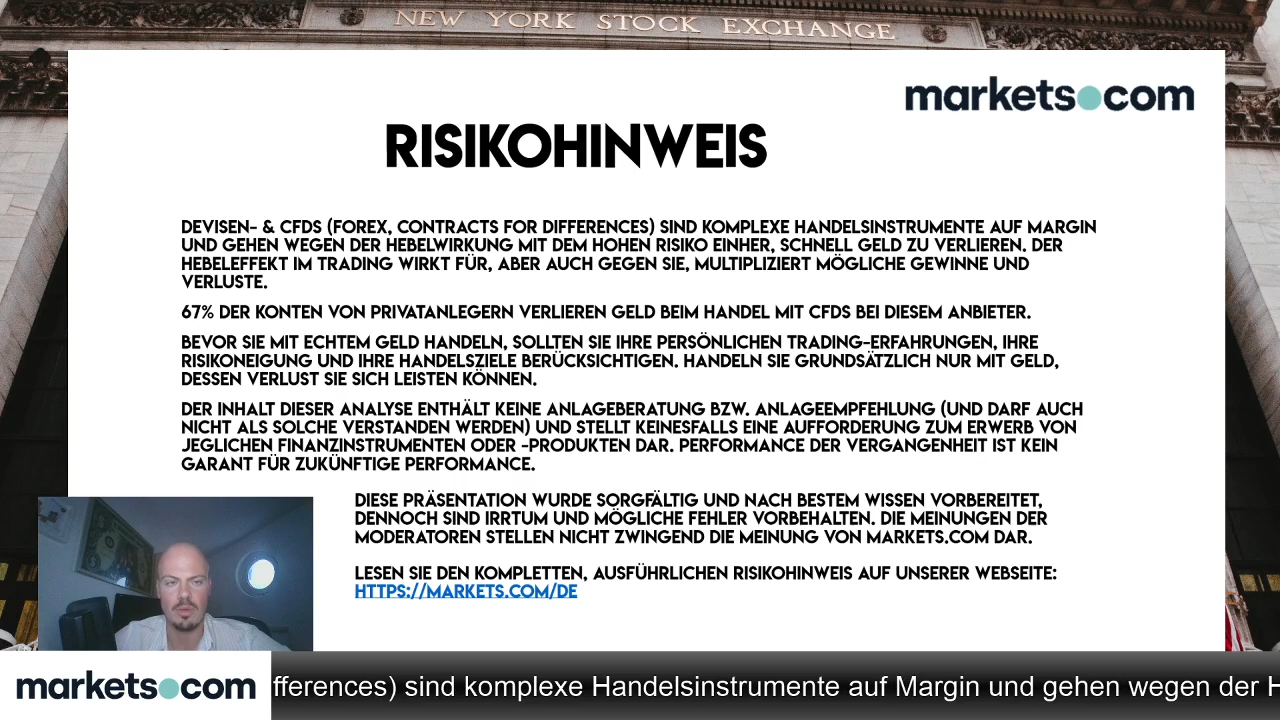 NEW YORK STOCK EXCHANGE
markets.com
RISIKOHINWEIS
DEVISEN- & CFDS (FOREX, CONTRACTS FOR DIFFERENCES) SIND KOMPLEXE HANDELSINSTRUMENTE AUF MARGIN
UND GEHEN WEGEN DER HEBELWIRKUNG MIT DEM HOHEN RISIKO EINHER, SCHNELL GELD ZU VERLIEREN. DER
HEBELEFFEKT IM TRADING WIRKT FÜR, ABER AUCH GEGEN SIE, MULTIPLIZIERT MÖGLICHE GEWINNE UND
VERLUSTE.
67% DER KONTEN VON PRIVATANLEGERN VERLIEREN GELD BEIM HANDEL MIT CFDS BEI DIESEM ANBIETER.
BEVOR SIE MIT ECHTEM GELD HANDELN, SOLLTEN SIE IHRE PERSÖNLICHEN TRADING-ERFAHRUNGEN, IHRE
RISIKONEIGUNG UND IHRE HANDELSZIELE BERÜCKSICHTIGEN. HANDELN SIE GRUNDSÄTZLICH NUR MIT GELD,
DESSEN VERLUST SIE SICH LEISTEN KÖNNEN.
DER INHALT DIESER ANALYSE ENTHÄLT KEINE ANLAGEBERATUNG BZW. ANLAGEEMPFEHLUNG (UND DARF AUCH
NICHT ALS SOLCHE VERSTANDEN WERDEN) UND STELLT KEINESFALLS EINE AUFFORDERUNG ZUM ERWERB VON
JEGLICHEN FINANZINSTRUMENTEN ODER -PRODUKTEN DAR. PERFORMANCE DER VERGANGENHEIT IST KEIN
GARANT FÜR ZUKÜNFTIGE PERFORMANCE.
DIESE PRÄSENTATION WURDE SORGFÄLTIG UND NACH BESTEM WISSEN VORBEREITET,
DENNOCH SIND IRRTUM UND MÖGLICHE FEHLER VORBEHALTEN. DIE MEINUNGEN DER
MODERATOREN STELLEN NICHT ZWINGEND DIE MEINUNG VON MARKETS.COM DAR.
LESEN SIE DEN KOMPLETTEN, AUSFÜHRLICHEN RISIKOHINWEIS AUF UNSERER WEBSEITE:
HTTPS://MARKETS.COM/DE
markets.com
fferences) sind komplexe Handelsinstrumente auf Margin und gehen wegen der H